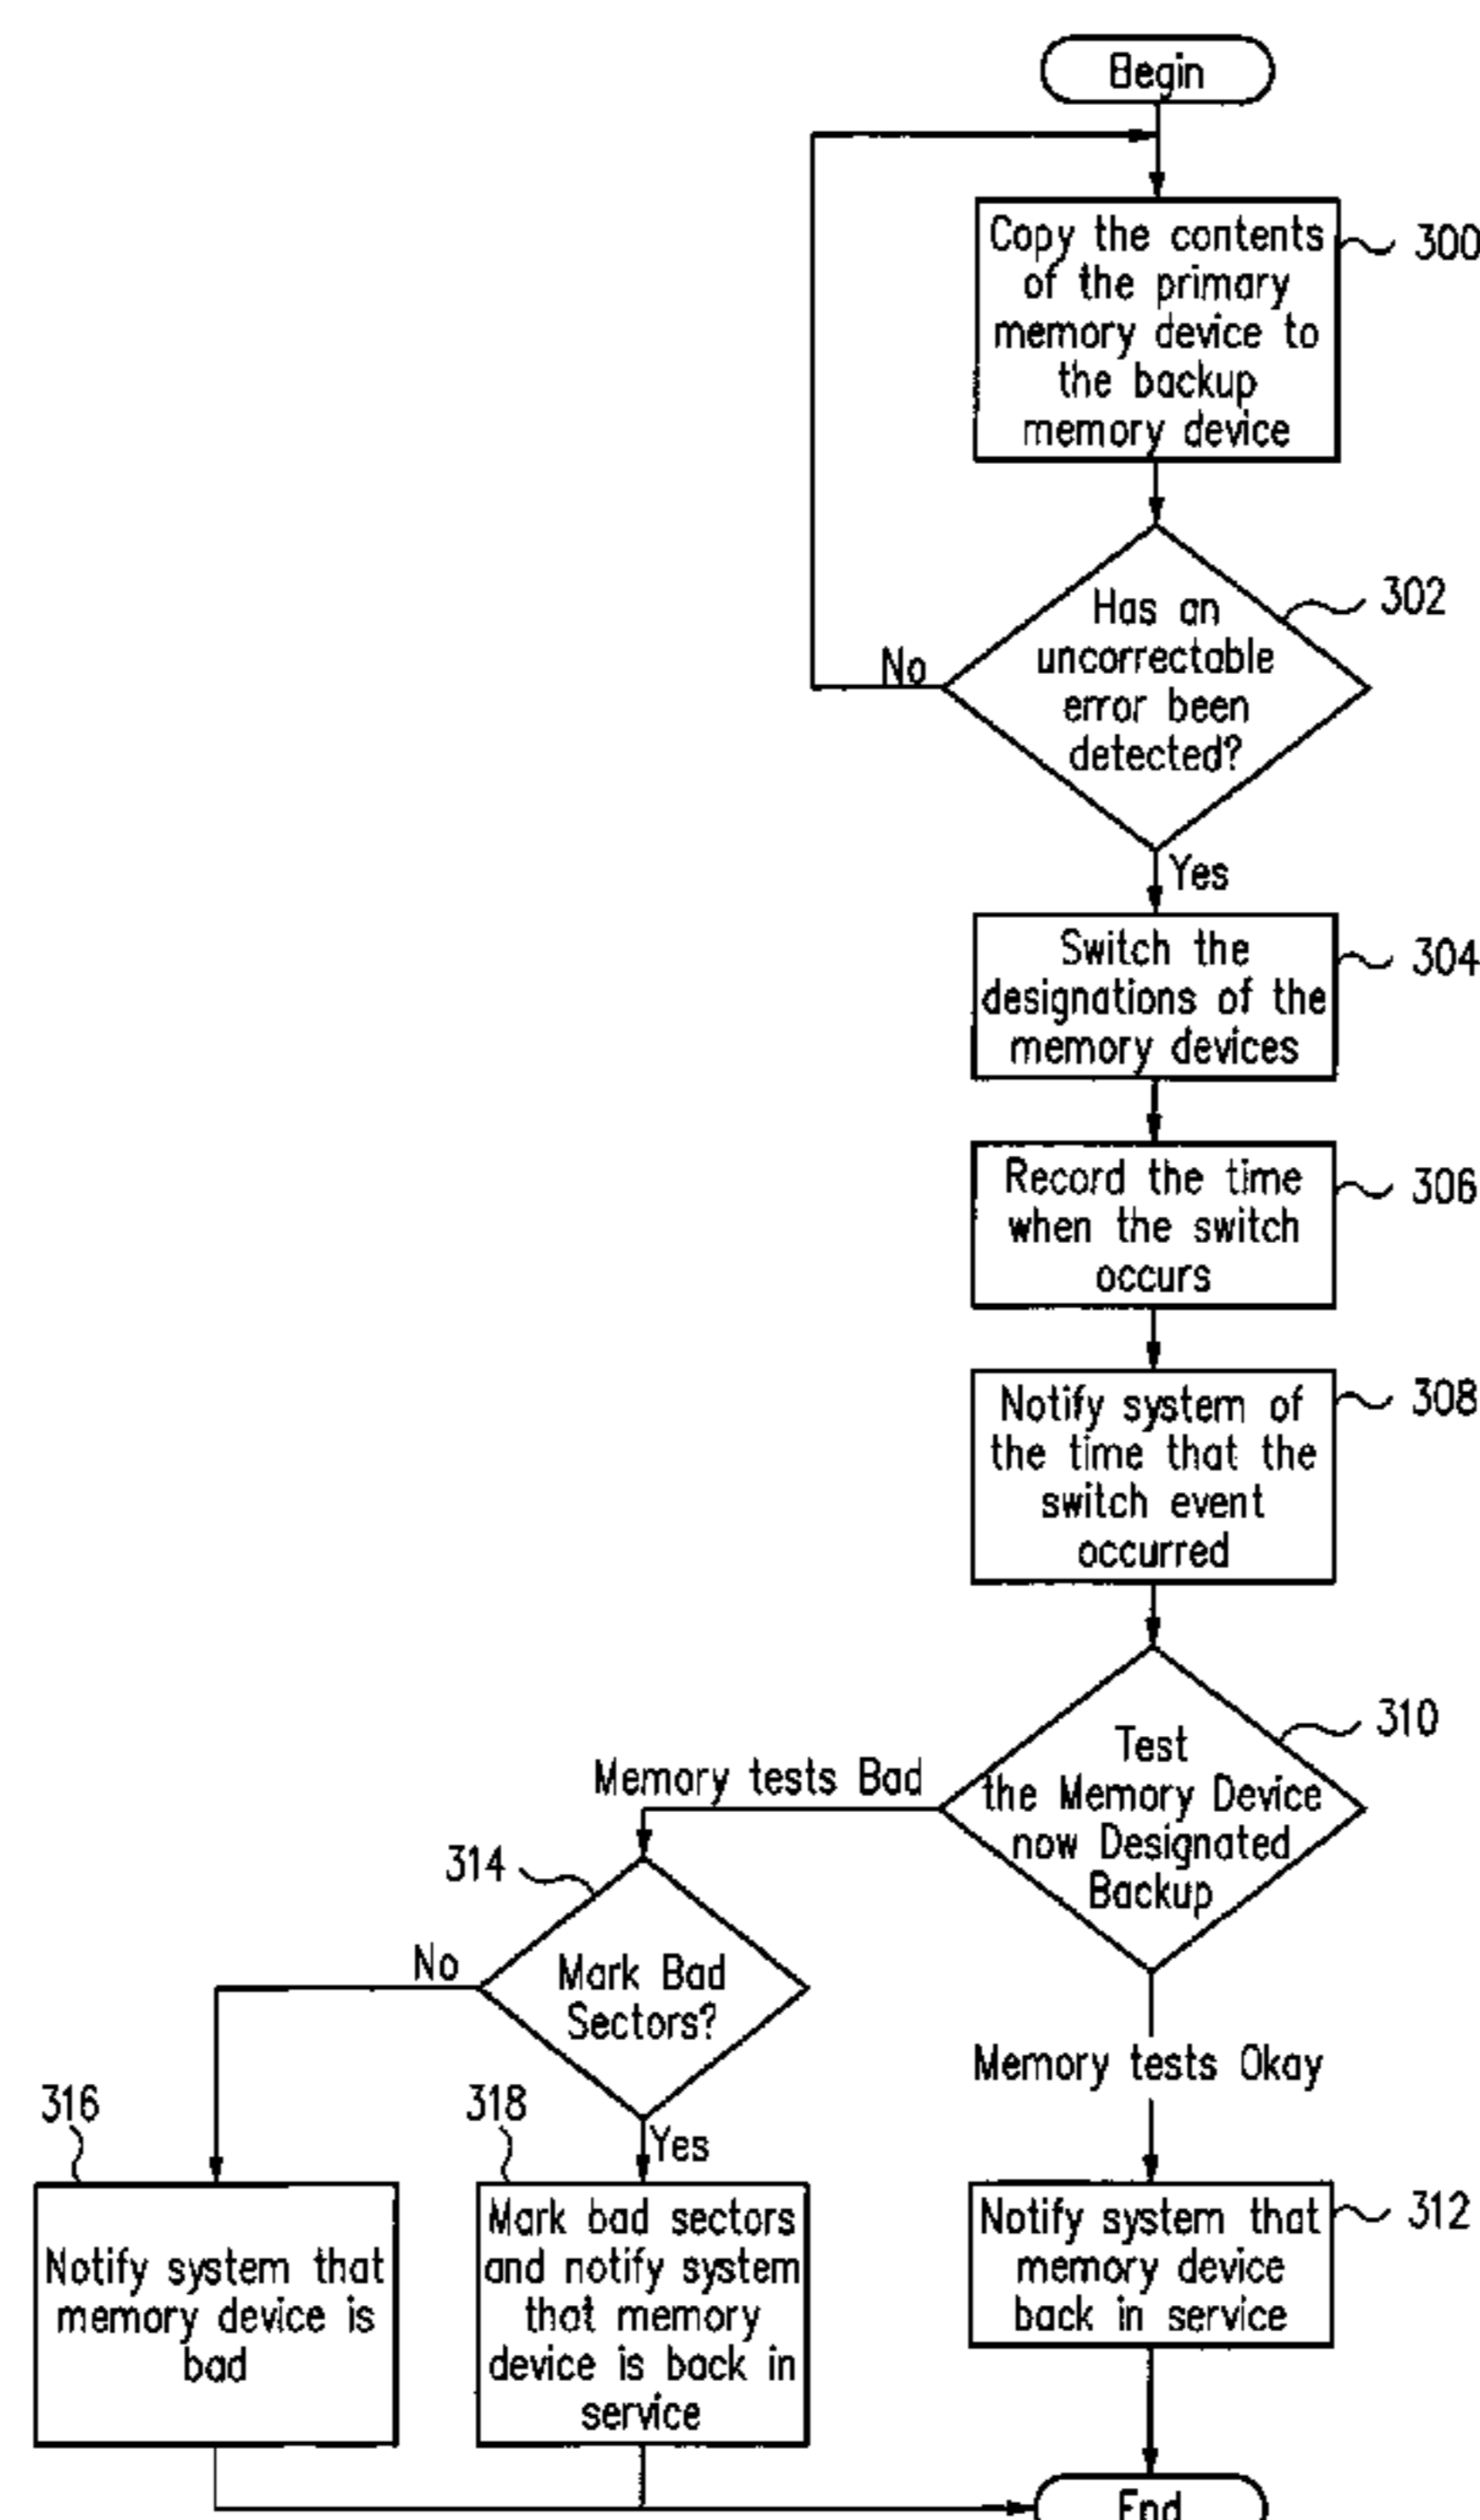 Begin
Copy the contents
of the primary
memory device to
the backup
memory device
300
Has an
uncorrectable
error been
detected?
302
No
Yes
Switch the
designations of the
memory devices
304
Record the time
when the switch
occurs
306
Notify system of
the time that the
switch event
occurred
308
Test
the Memory Device
now Designated
Backup
310
Memory tests Bad
314
Mark Bad
Sectors?
No
Yes
Memory tests Okay
316
Notify system that
memory device is
bad
318
Mark bad sectors
and notify system
that memory
device is back in
service
Notify system that
memory device
back in service
312
End